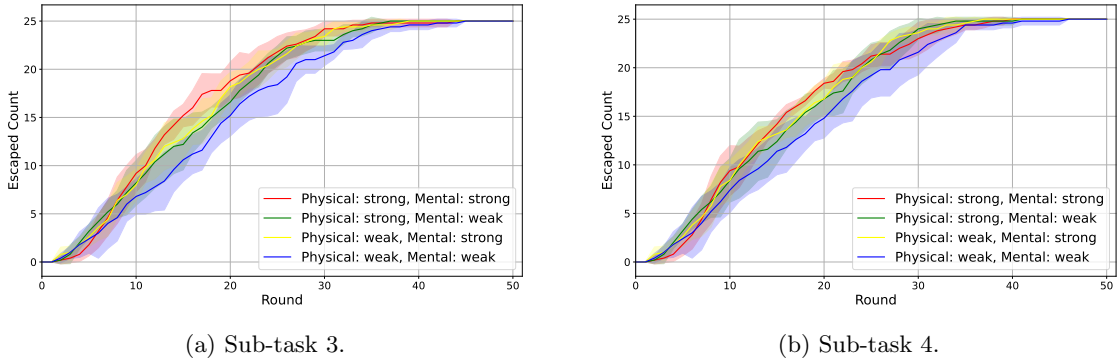 25
20
15
10
5
0
Escaped Count
Physical: strong, Mental: strong
Physical: strong, Mental: weak
Physical: weak, Mental: strong
Physical: weak, Mental: weak
0 10 20 30 40 50
Round
(a) Sub-task 3.
25
20
15
10
5
0
Escaped Count
Physical: strong, Mental: strong
Physical: strong, Mental: weak
Physical: weak, Mental: strong
Physical: weak, Mental: weak
0 10 20 30 40 50
Round
(b) Sub-task 4.